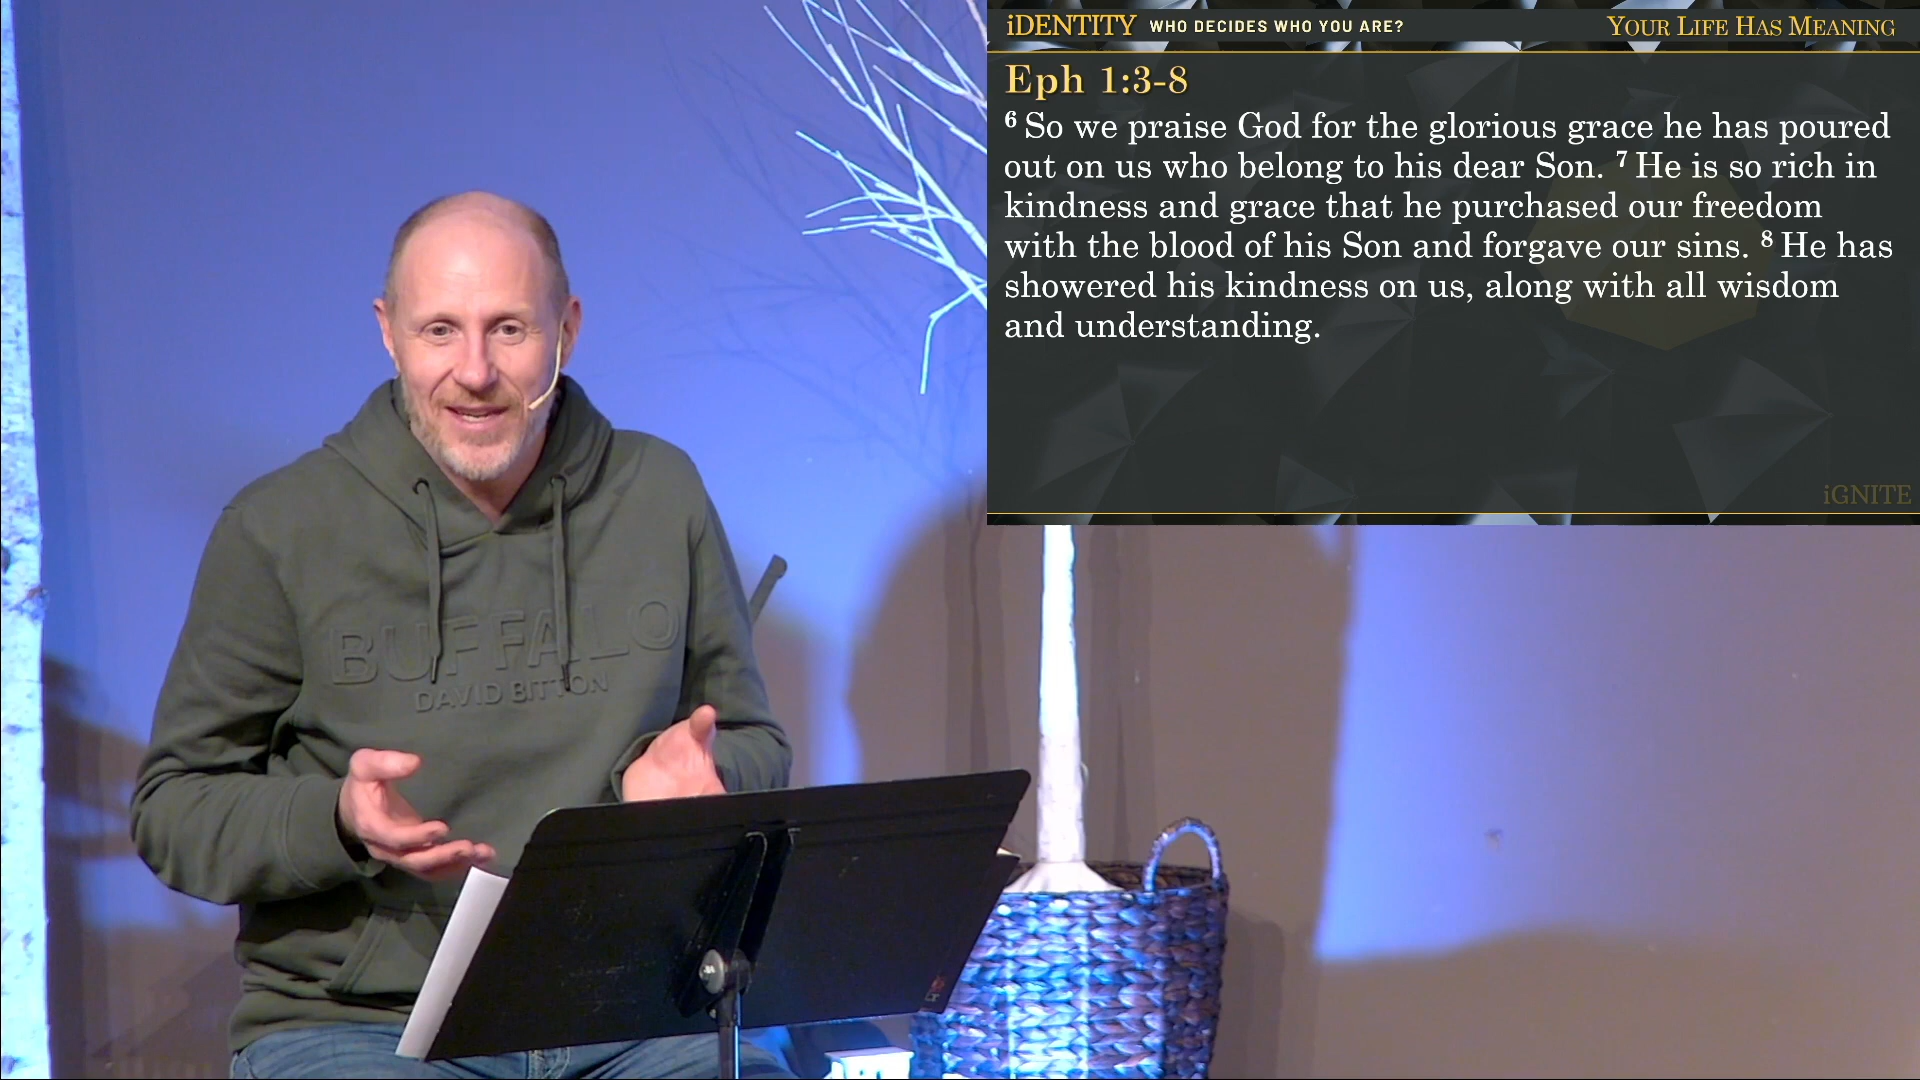 iDENTITY WHO DECIDES WHO YOU ARE? YOUR LIFE HAS MEANING
Eph 1:3-8
6 So we praise God for the glorious grace he has poured
out on us who belong to his dear Son. 7 He is so rich in
kindness and grace that he purchased our freedom
with the blood of his Son and forgave our sins. 8 He has
showered his kindness on us, along with all wisdom
and understanding.
iGNITE
BUFFALO
DAVID BITTON